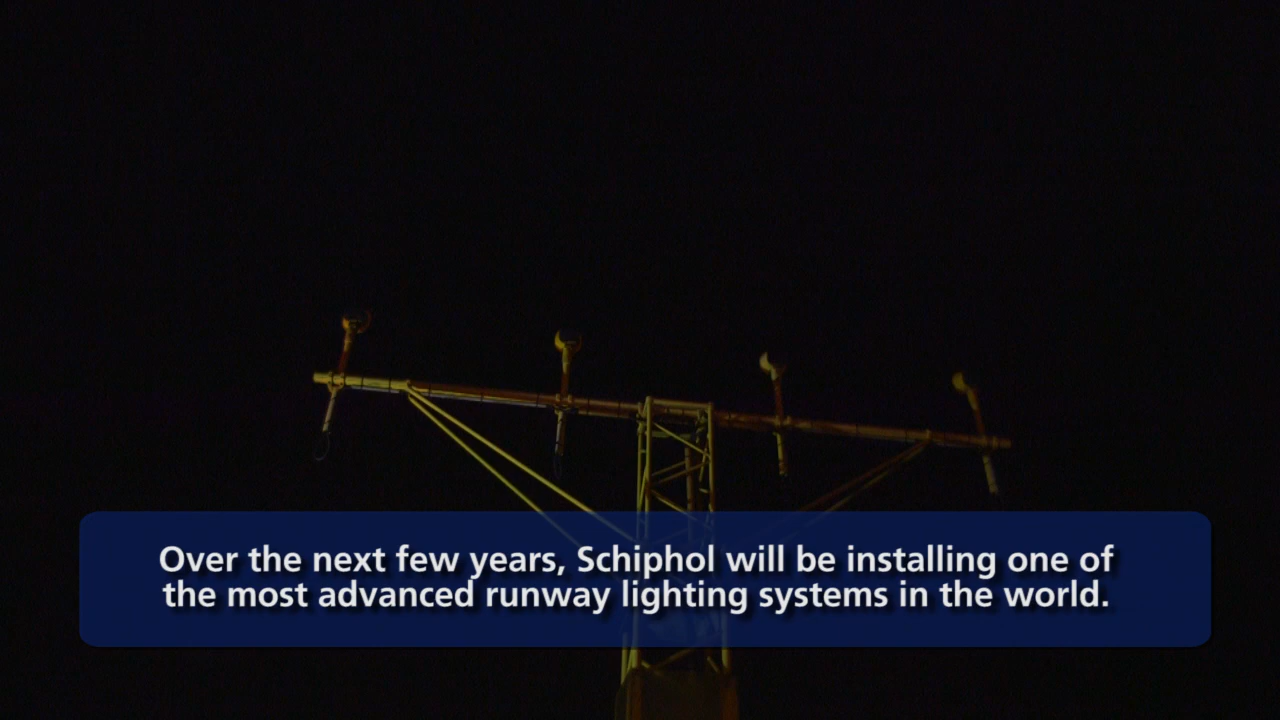 Over the next few years, Schiphol will be installing one of
the most advanced runway lighting systems in the world.